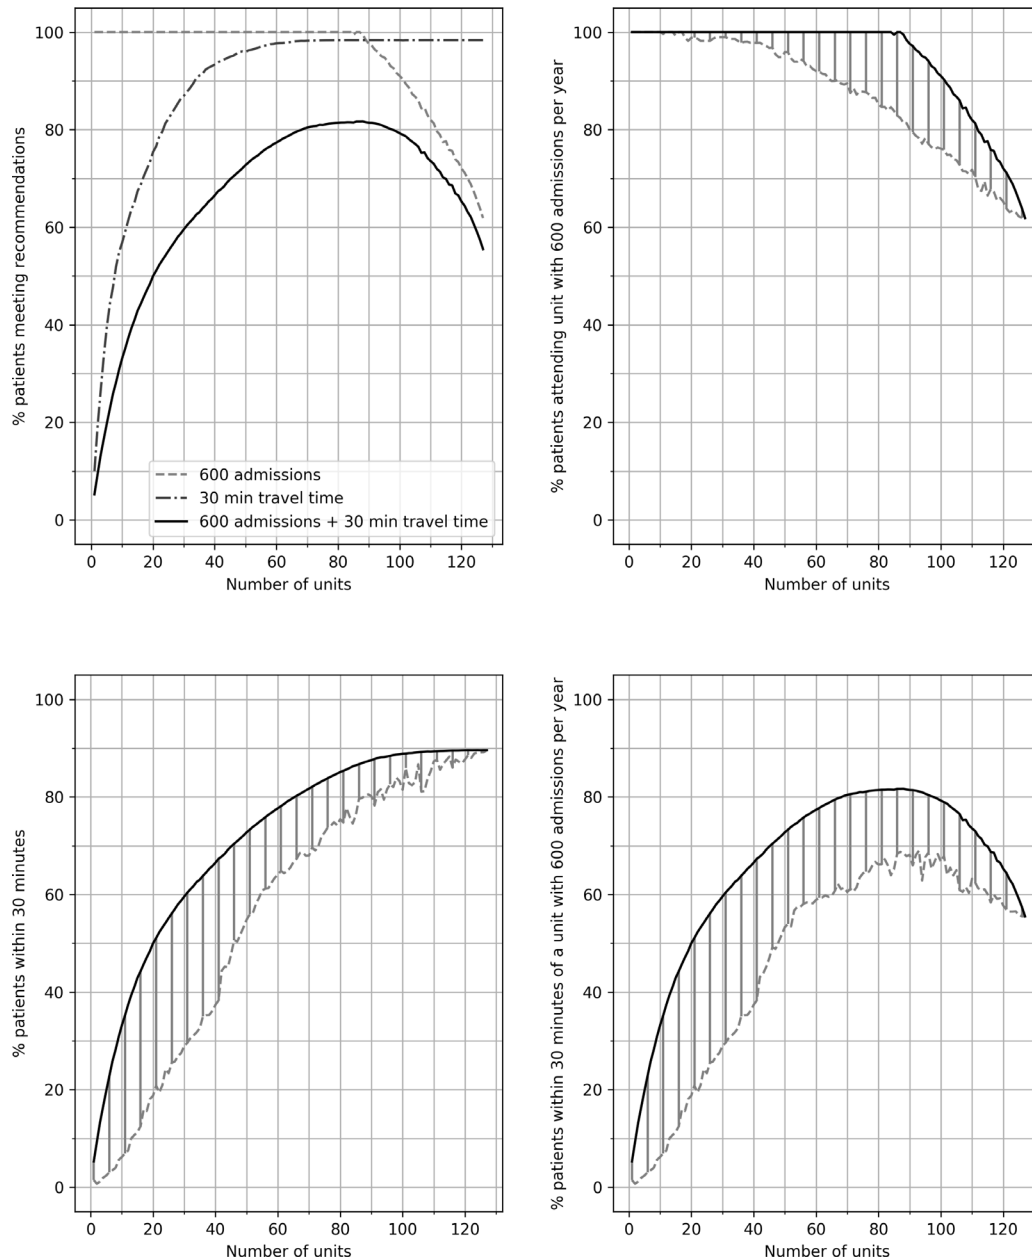 % patients meeting recommendations
100
80
60
40
20
0
600 admissions
30 min travel time
600 admissions + 30 min travel time
0 20 40 60 80 100 120
Number of units
% patients attending unit with 600 admissions per year
100
80
60
40
20
0
0 20 40 60 80 100 120
Number of units
% patients within 30 minutes
100
80
60
40
20
0
0 20 40 60 80 100 120
Number of units
% patients within 30 minutes of a unit with 600 admissions per year
100
80
60
40
20
0
0 20 40 60 80 100 120
Number of units